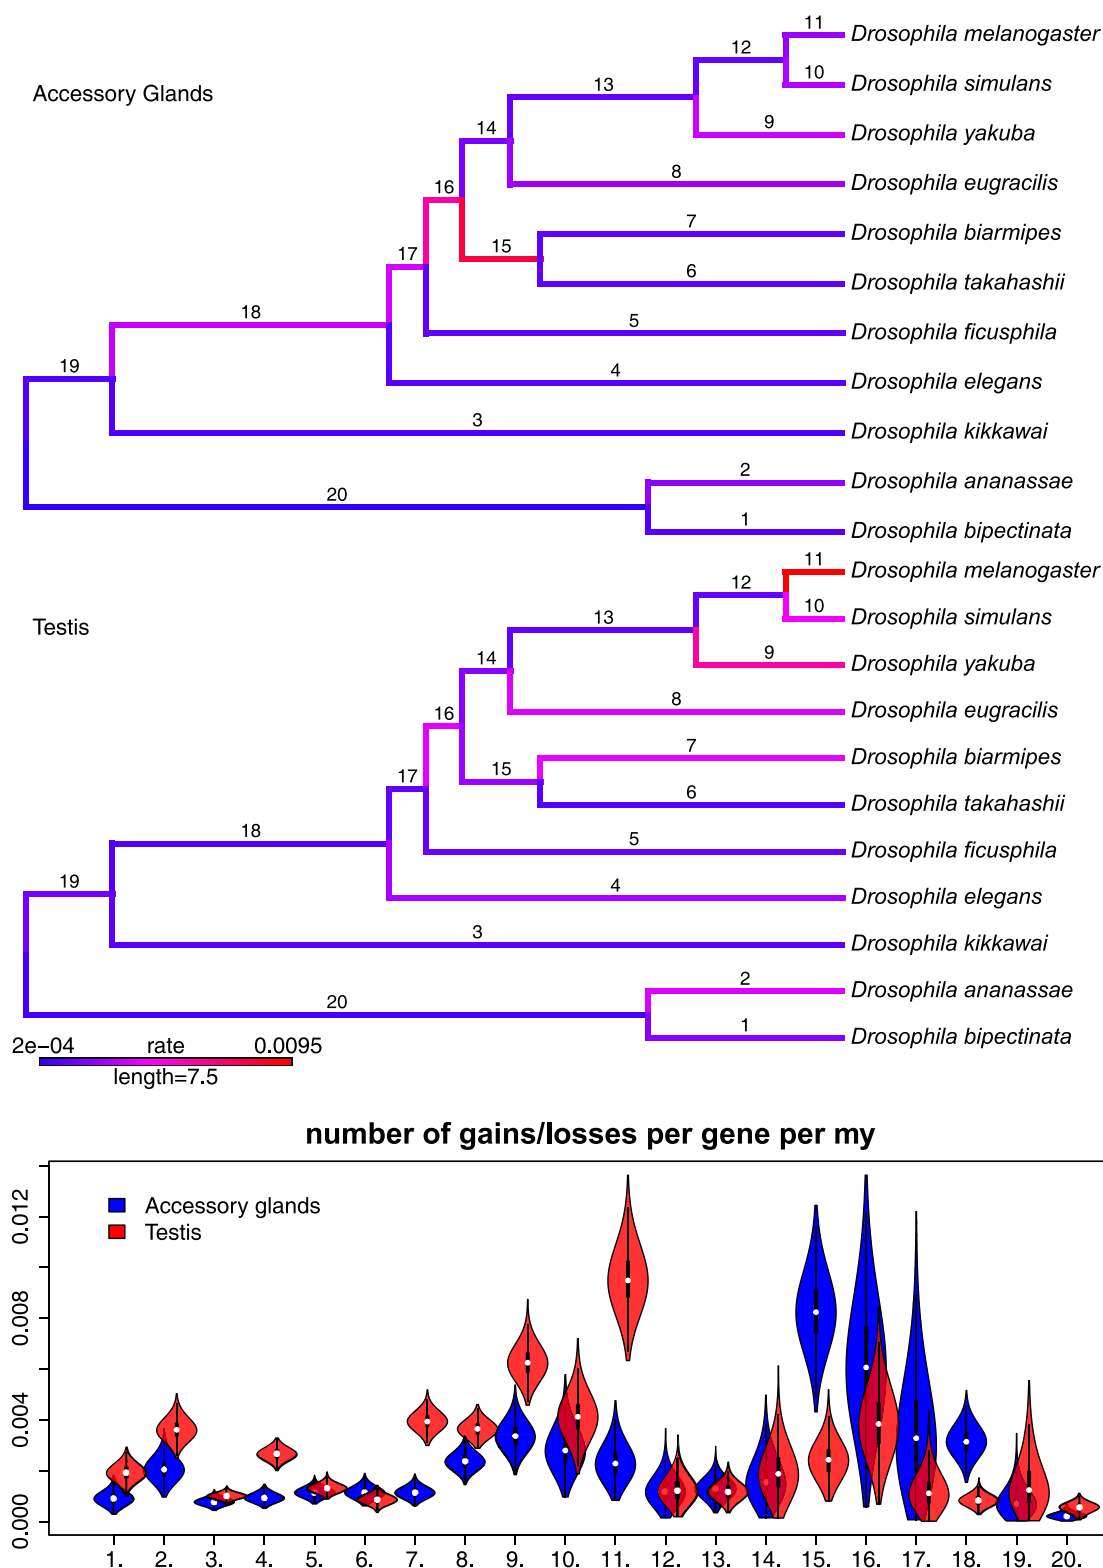 11
Drosophila melanogaster
12
10
Drosophila simulans
Accessory Glands
13
9
Drosophila yakuba
14
8
Drosophila eugracilis
16
7
Drosophila biarmipes
15
17
6
Drosophila takahashii
18
5
Drosophila ficusphila
19
4
Drosophila elegans
3
Drosophila kikkawai
2
Drosophila ananassae
20
1
Drosophila bipectinata
11
Drosophila melanogaster
12
10
Drosophila simulans
Testis
13
9
Drosophila yakuba
14
8
Drosophila eugracilis
16
7
Drosophila biarmipes
15
17
6
Drosophila takahashii
18
5
Drosophila ficusphila
19
4
Drosophila elegans
3
Drosophila kikkawai
2
Drosophila ananassae
20
1
Drosophila bipectinata
2e−04 rate 0.0095
length=7.5
number of gains/losses per gene per my
0.012
0.008
0.004
0.000
Accessory glands
Testis
1. 2. 3. 4. 5. 6. 7. 8. 9. 10. 11. 12. 13. 14. 15. 16. 17. 18. 19. 20.